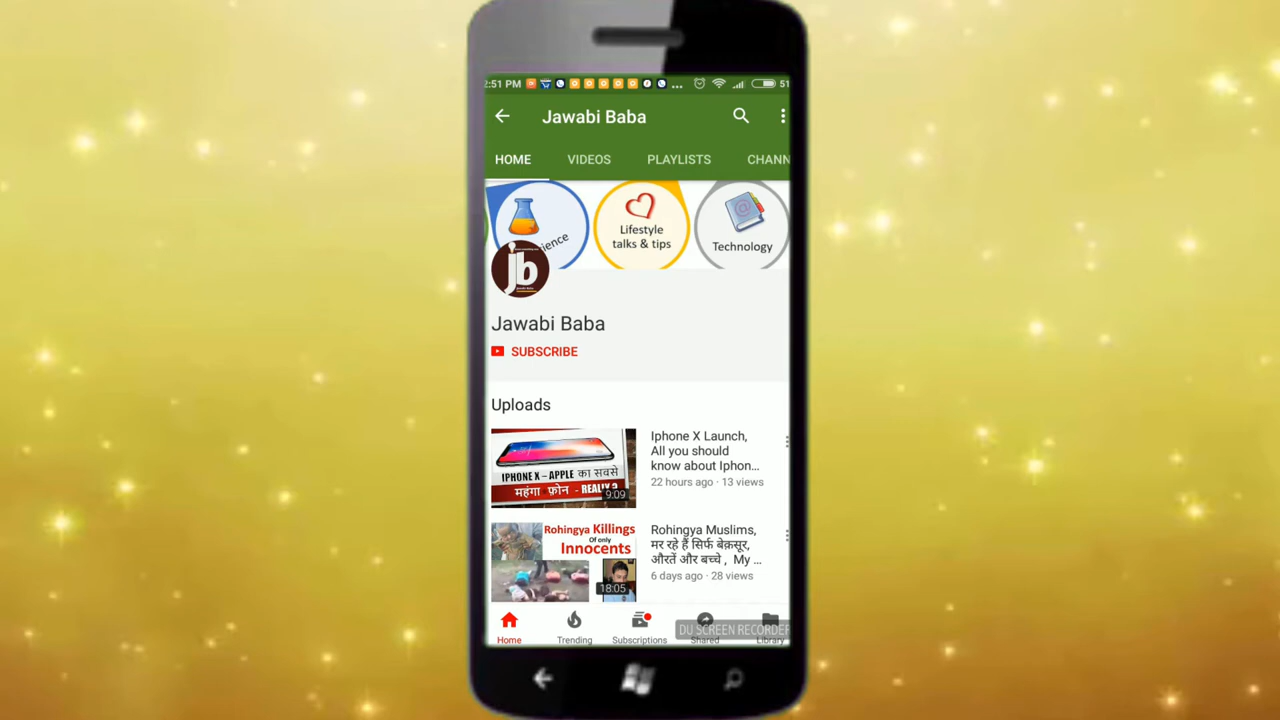 2:51 PM
51
Jawabi Baba
HOME VIDEOS PLAYLISTS CHANN
ience
Lifestyle
talks & tips
Technology
jb
Jawabi Baba
SUBSCRIBE
Uploads
IPHONE X - APPLE का सबसे
महंगा फ़ोन - REALLY ?
9:09
Iphone X Launch,
All you should
know about Iphon...
22 hours ago · 13 views
Rohingya Killings
Of only
Innocents
18:05
Rohingya Muslims,
मर रहे हैं सिर्फ बेक़सूर,
औरतें और बच्चे , My ...
6 days ago · 28 views
DU SCREEN RECORDER
Home Trending Subscriptions Shared Library